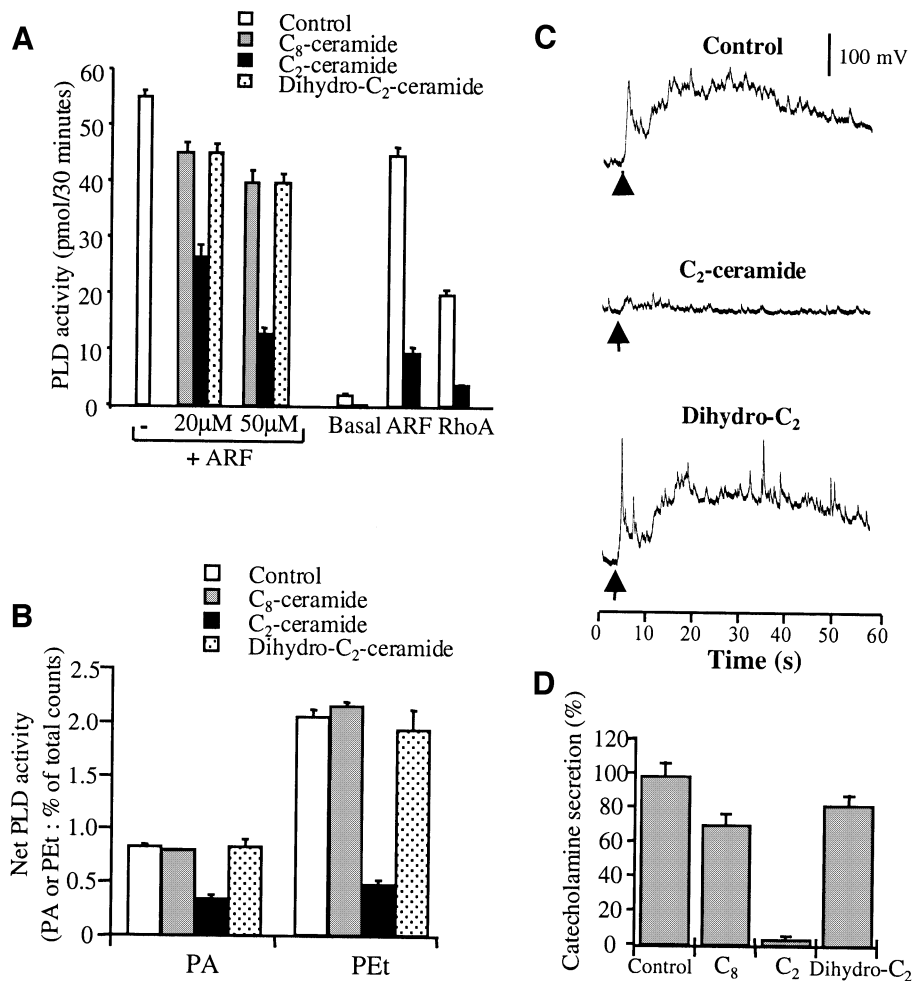 A
Control
C8-ceramide
C2-ceramide
Dihydro-C2-ceramide
PLD activity (pmol/30 minutes)
60
50
40
30
20
10
0
- 20µM 50µM Basal ARF RhoA
+ ARF
B
Control
C8-ceramide
C2-ceramide
Dihydro-C2-ceramide
Net PLD activity
(PA or PEt : % of total counts)
2.5
2.0
1.5
1.0
0.5
0
PA PEt
C
Control
100 mV
C2-ceramide
Dihydro-C2
0 10 20 30 40 50 60
Time (s)
D
Catecholamine secretion (%)
120
100
80
60
40
20
0
Control C8 C2 Dihydro-C2